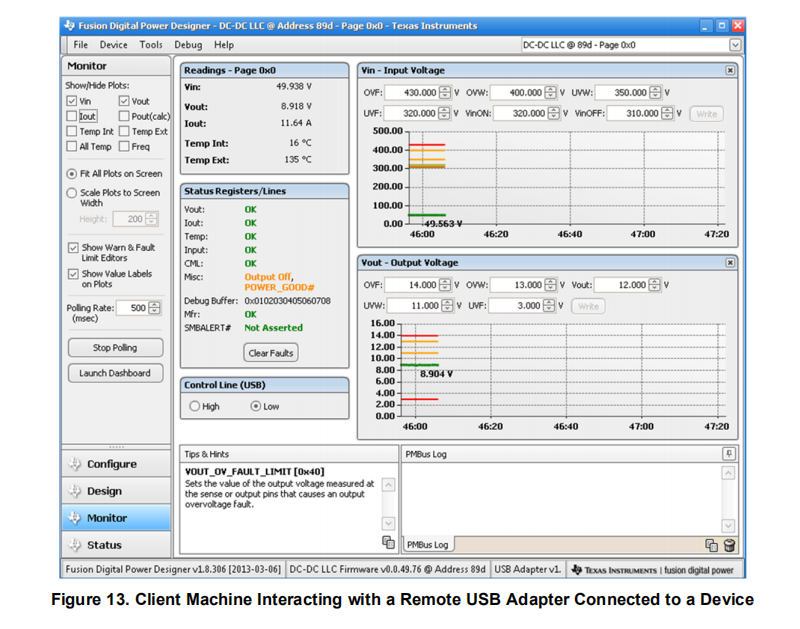 Fusion Digital Power Designer - DC-DC LLC @ Address 89d - Page 0x0 - Texas Instruments
File Device Tools Debug Help
DC-DC LLC @ 89d - Page 0x0
Monitor
Show/Hide Plots:
Vin Vout
Iout Pout(calc)
Temp Int Temp Ext
All Temp Freq
Fit All Plots on Screen
Scale Plots to Screen
Width
Height: 200
Show Warn & Fault
Limit Editors
Show Value Labels
on Plots
Polling Rate: 500
(msec)
Stop Polling
Launch Dashboard
Configure
Design
Monitor
Status
Readings - Page 0x0
Vin: 49.938 V
Vout: 8.918 V
Iout: 11.64 A
Temp Int: 16 °C
Temp Ext: 135 °C
Status Registers/Lines
Vout: OK
Iout: OK
Temp: OK
Input: OK
CML: OK
Misc: Output Off,
POWER_GOOD#
Debug Buffer: 0x0102030405060708
Mfr: OK
SMBALERT# Not Asserted
Clear Faults
Control Line (USB)
High Low
Vin - Input Voltage
OVF: 430.000 V OVW: 400.000 V UVW: 350.000 V
UVF: 320.000 V VinON: 320.000 V VinOFF: 310.000 V Write
500.00
400.00
300.00
200.00
100.00
0.00
49.563 V
46:00 46:20 46:40 47:00 47:20
Vout - Output Voltage
OVF: 14.000 V OVW: 13.000 V Vout: 12.000 V
UVW: 11.000 V UVF: 3.000 V Write
16.00
14.00
12.00
10.00
8.00
6.00
4.00
2.00
0.00
8.904 V
46:00 46:20 46:40 47:00 47:20
Tips & Hints
VOUT_OV_FAULT_LIMIT [0x40]
Sets the value of the output voltage measured at
the sense or output pins that causes an output
overvoltage fault.
PMBus Log
PMBus Log
Fusion Digital Power Designer v1.8.306 [2013-03-06] DC-DC LLC Firmware v0.0.49.76 @ Address 89d USB Adapter v1. TEXAS INSTRUMENTS | fusion digital power
Figure 13. Client Machine Interacting with a Remote USB Adapter Connected to a Device